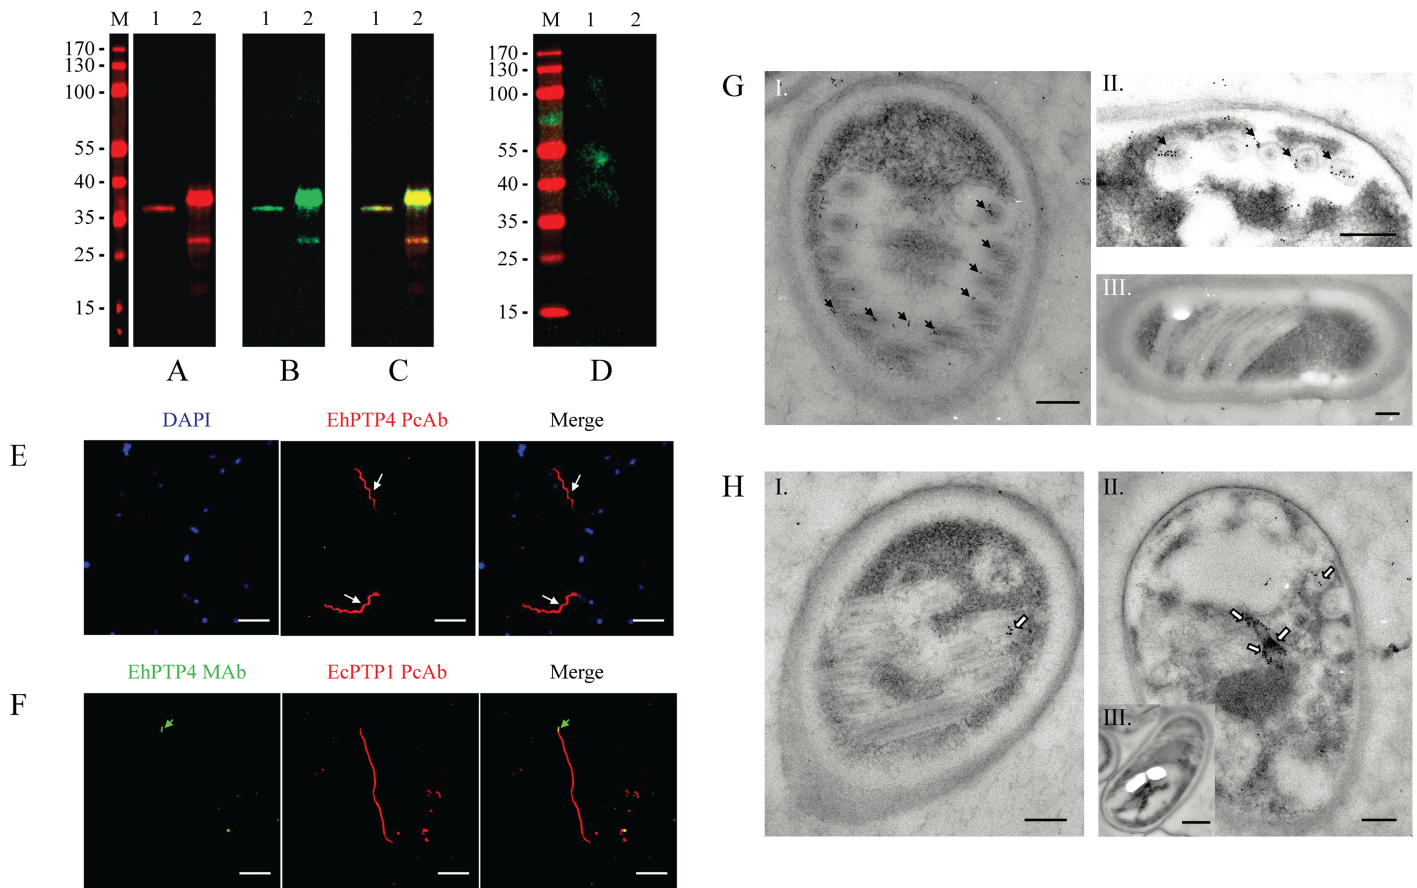 M 1 2 1 2 1 2
170 -
130 -
100 -
55 -
40 -
35 -
25 -
15 -
A B C
M 1 2
170 -
130 -
100 -
55 -
40 -
35 -
25 -
15 -
D
E
DAPI EhPTP4 PcAb Merge
F
EhPTP4 MAb EcPTP1 PcAb Merge
G
I.
II.
III.
H
I.
II.
III.